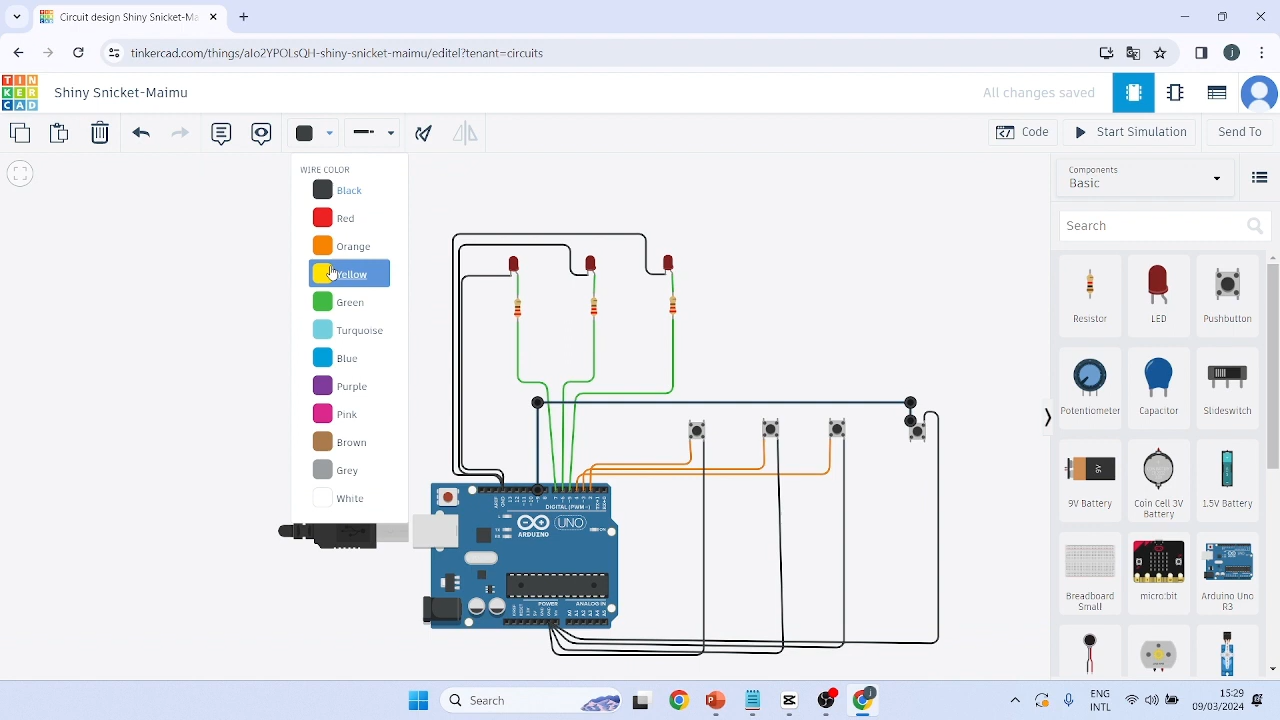 Circuit design Shiny Snicket-Ma
tinkercad.com/things/alo2YPOLsQH-shiny-snicket-maimu/editel?tenant=circuits
j
TIN
KER
CAD
Shiny Snicket-Maimu
All changes saved
Code
Start Simulation
Send To
WIRE COLOR
Black
Red
Orange
Yellow
Green
Turquoise
Blue
Purple
Pink
Brown
Grey
White
Components
Basic
Search
Resistor
LED
Pushbutton
Potentiometer
Capacitor
Slideswitch
9V Battery
Coin Cell 3V
Battery
1.5V Battery
Breadboard
Small
micro:bit
Arduino Uno
DIGITAL (PWM ~)
UNO
ON
ARDUINO
POWER
ANALOG IN
Search
ENG
INTL
15:29
09/03/2024